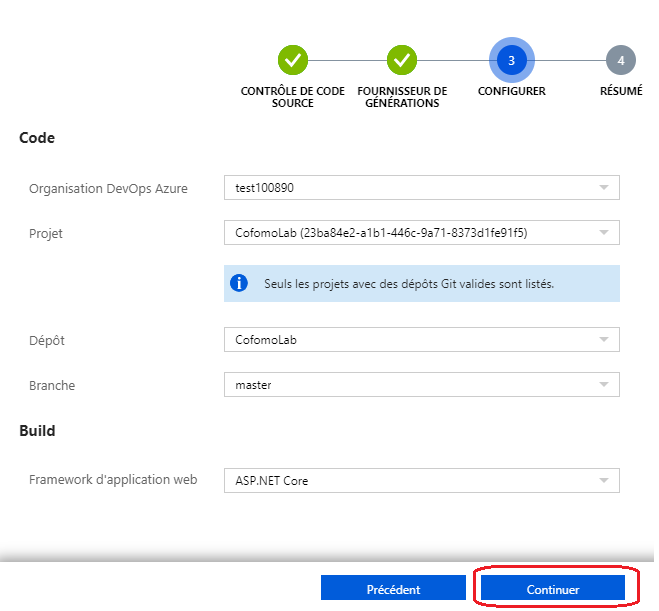 3
4
CONTRÔLE DE CODE
SOURCE
FOURNISSEUR DE
GÉNÉRATIONS
CONFIGURER
RÉSUMÉ
Code
Organisation DevOps Azure
test100890
Projet
CofomoLab (23ba84e2-a1b1-446c-9a71-8373d1fe91f5)
Seuls les projets avec des dépôts Git valides sont listés.
Dépôt
CofomoLab
Branche
master
Build
Framework d'application web
ASP.NET Core
Précédent
Continuer